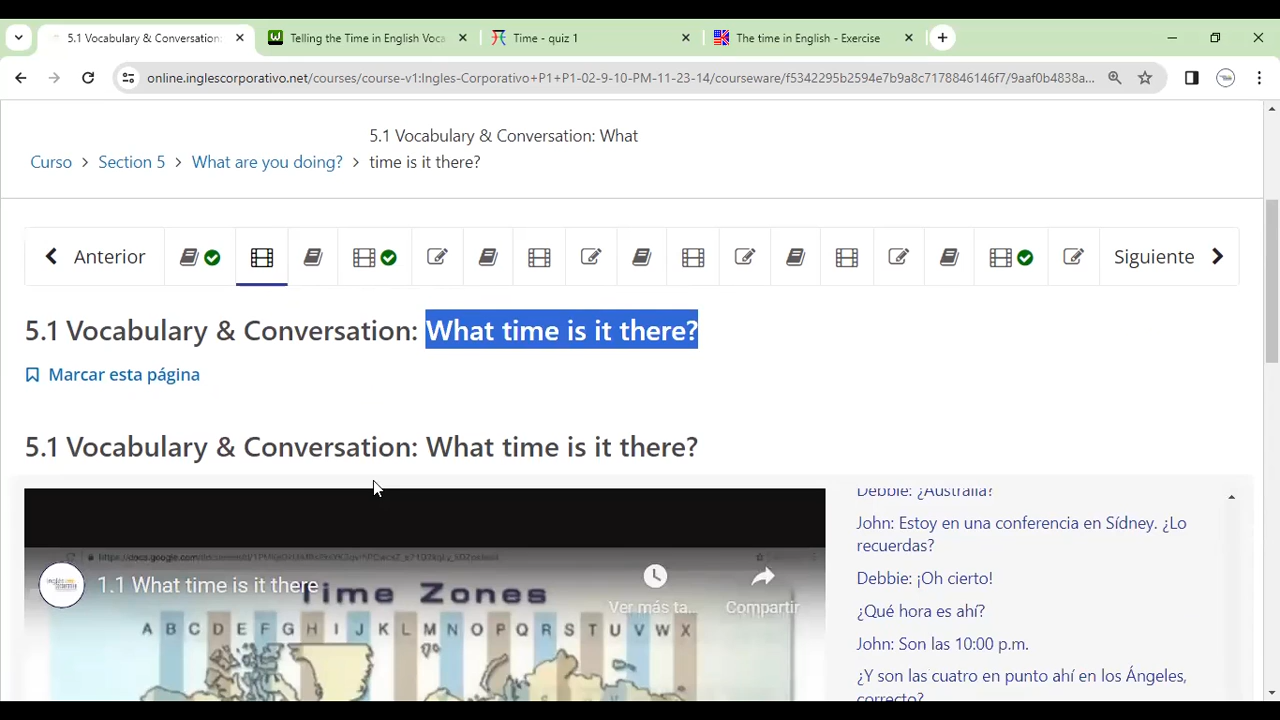 5.1 Vocabulary & Conversation:
Telling the Time in English Voca
Time - quiz 1
The time in English - Exercise
online.inglescorporativo.net/courses/course-v1:Ingles-Corporativo+P1+P1-02-9-10-PM-11-23-14/courseware/f5342295b2594e7b9a8c7178846146f7/9aaf0b4838a...
5.1 Vocabulary & Conversation: What
Curso > Section 5 > What are you doing? > time is it there?
Anterior
Siguiente
5.1 Vocabulary & Conversation: What time is it there?
Marcar esta página
5.1 Vocabulary & Conversation: What time is it there?
Debbie: ¿Australia?
John: Estoy en una conferencia en Sídney. ¿Lo
recuerdas?
Debbie: ¡Oh cierto!
¿Qué hora es ahí?
John: Son las 10:00 p.m.
¿Y son las cuatro en punto ahí en los Ángeles,
correcto?
1.1 What time is it there
Ver más ta...
Compartir
Time Zones
A B C D E F G H I J K L M N O P Q R S T U V W X